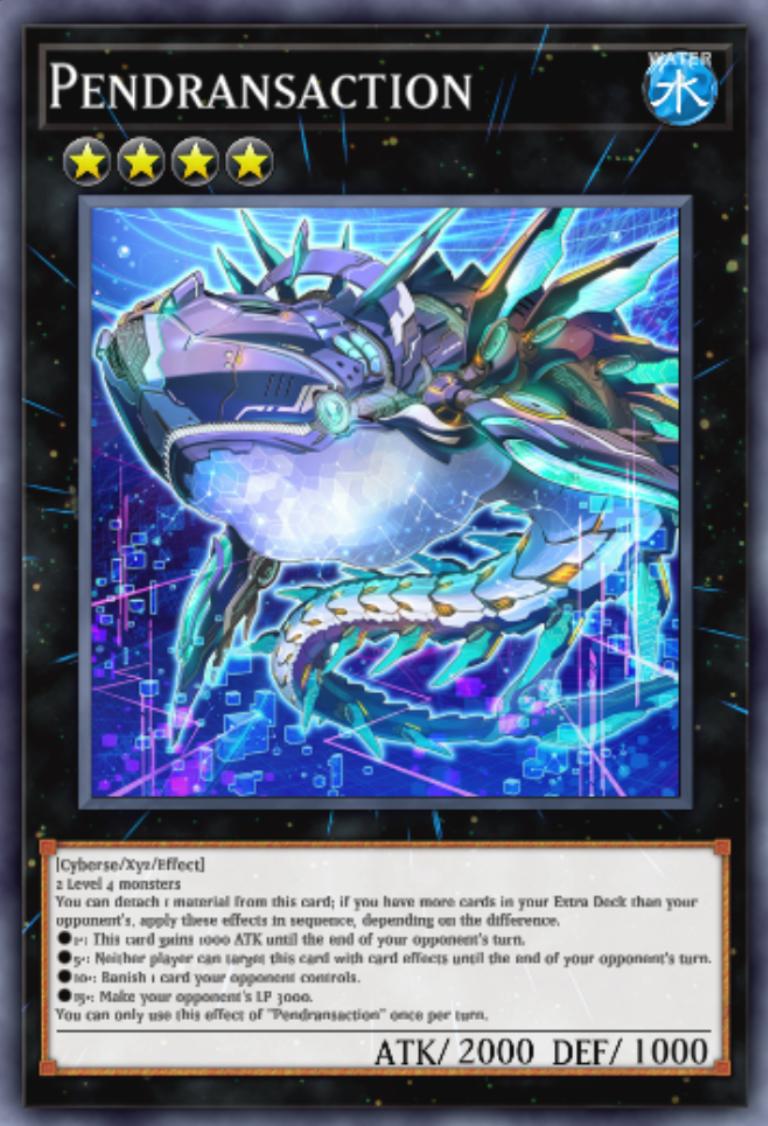 PENDRANSACTION
WATER
水
[Cyberse/Xyz/Effect]
2 Level 4 monsters
You can detach 1 material from this card; if you have more cards in your Extra Deck than your
opponent's, apply these effects in sequence, depending on the difference.
●1+: This card gains 1000 ATK until the end of your opponent's turn.
●5+: Neither player can target this card with card effects until the end of your opponent's turn.
●10+: Banish 1 card your opponent controls.
●15+: Make your opponent's LP 3000.
You can only use this effect of "Pendransaction" once per turn.
ATK/ 2000 DEF/ 1000